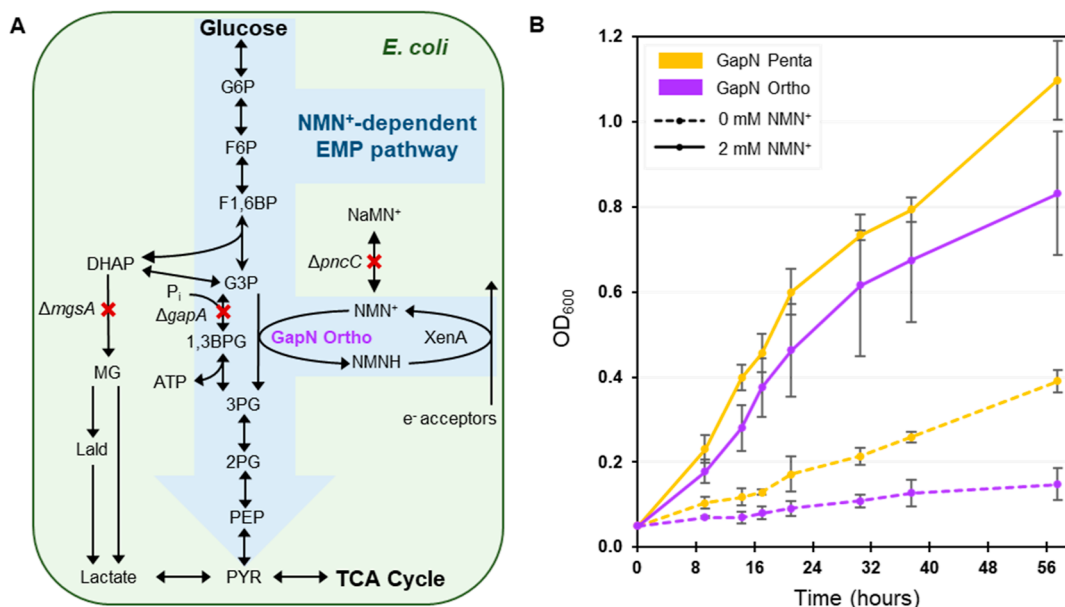 A
Glucose
E. coli
G6P
NMN⁺-dependent
EMP pathway
F6P
F1,6BP
NaMN⁺
DHAP
ΔpncC
G3P
Pᵢ
ΔmgsA
ΔgapA
NMN⁺
1,3BPG
GapN Ortho
XenA
MG
ATP
NMNH
3PG
e⁻ acceptors
Lald
2PG
PEP
Lactate
PYR
TCA Cycle
B
GapN Penta
GapN Ortho
0 mM NMN⁺
2 mM NMN⁺
OD₆₀₀
1.2
1.0
0.8
0.6
0.4
0.2
0.0
0 8 16 24 32 40 48 56
Time (hours)